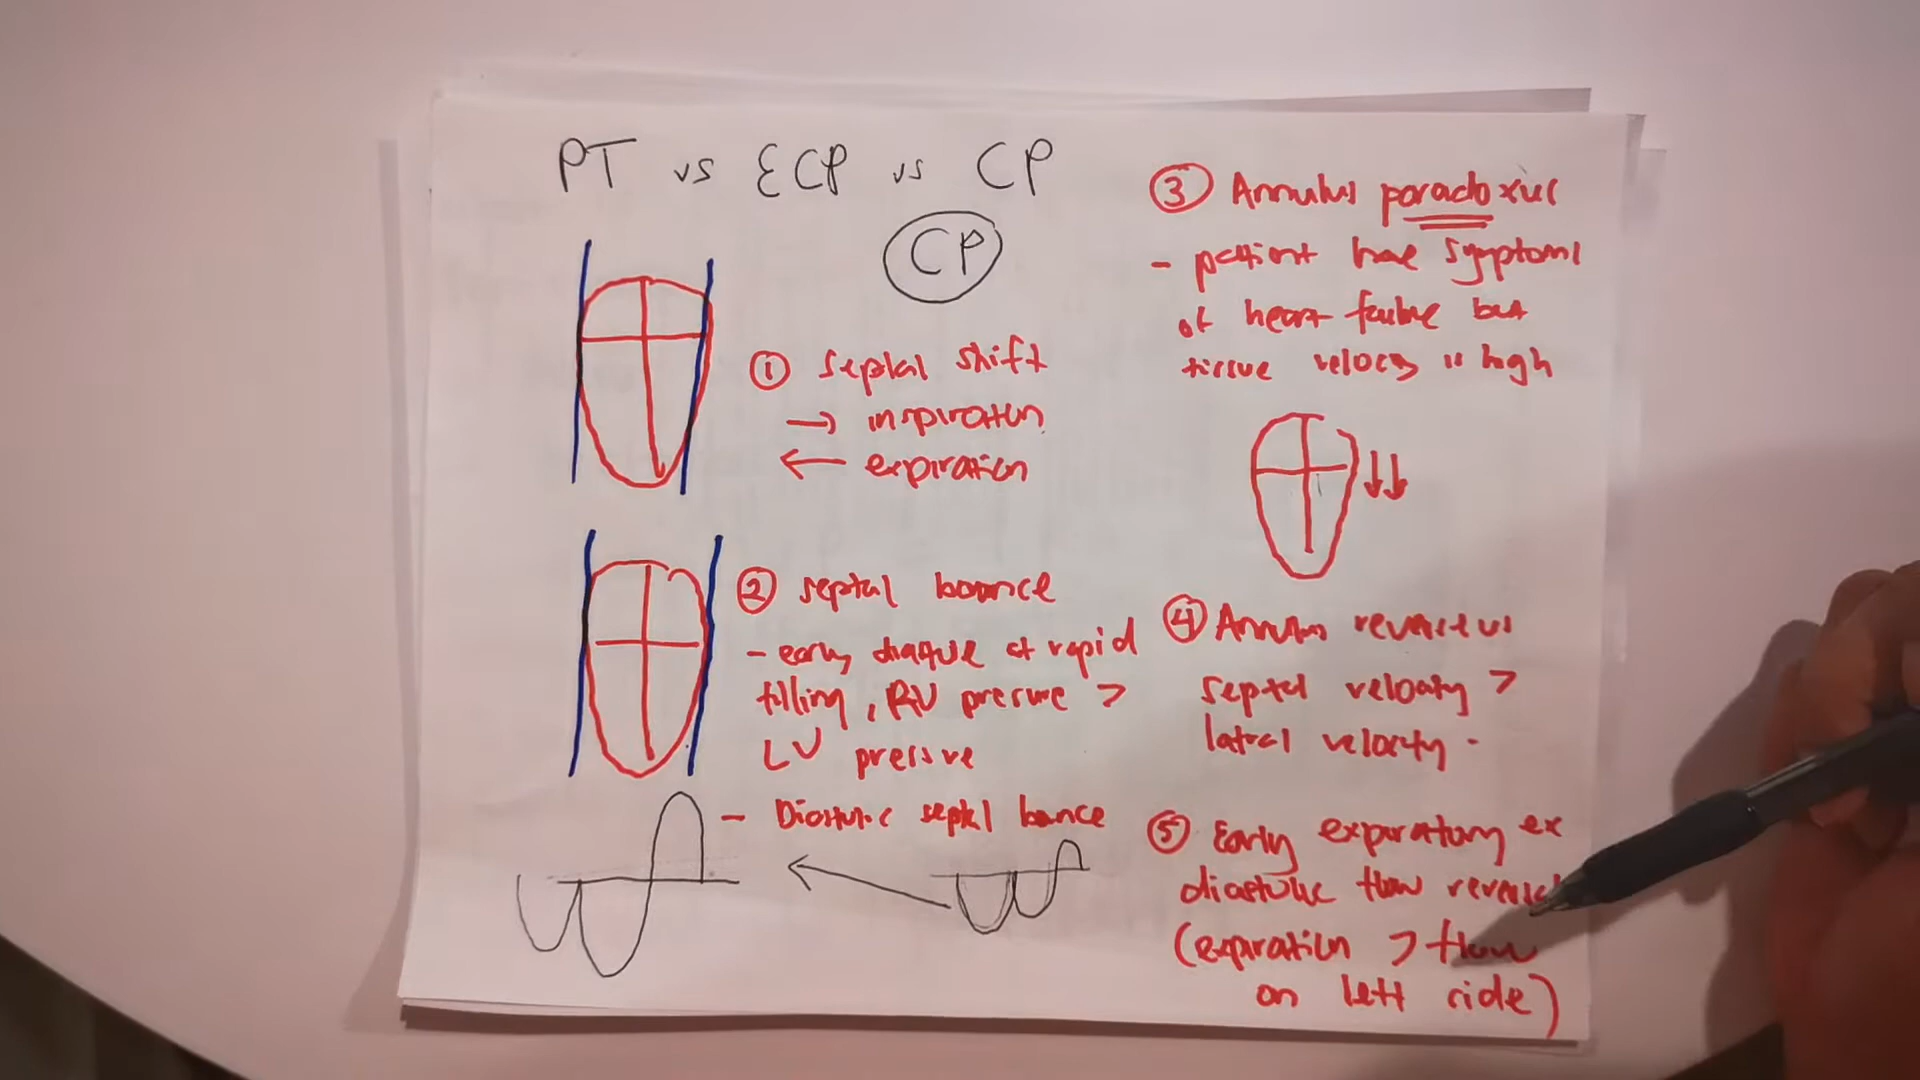 PT vs ECP vs CP
CP
① septal shift
→ inspiration
← expiration
② septal bounce
- early diastole at rapid
filling, RV pressure >
LV pressure
- Diastolic septal bounce
③ Annulus paradoxus
- patient have symptoms
of heart failure but
tissue velocity is high
④ Annulus reversus
septal velocity >
lateral velocity.
⑤ Early expiratory ex
diastolic flow
(expiration > flow
on left side)